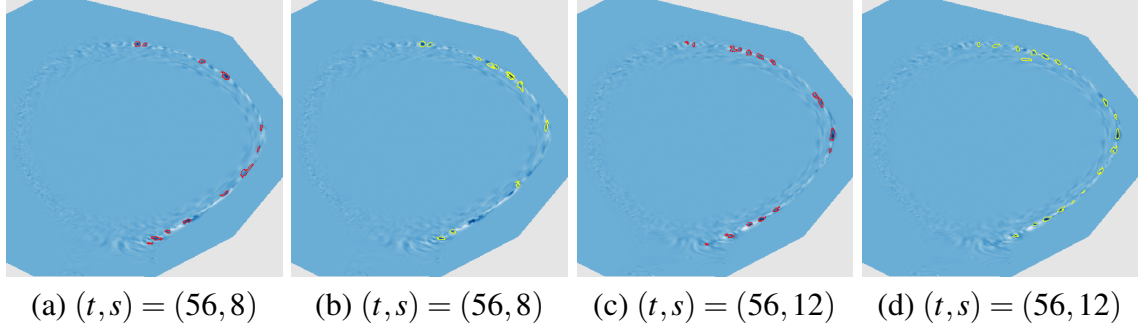 (a) (t,s) = (56,8) (b) (t,s) = (56,8) (c) (t,s) = (56,12) (d) (t,s) = (56,12)